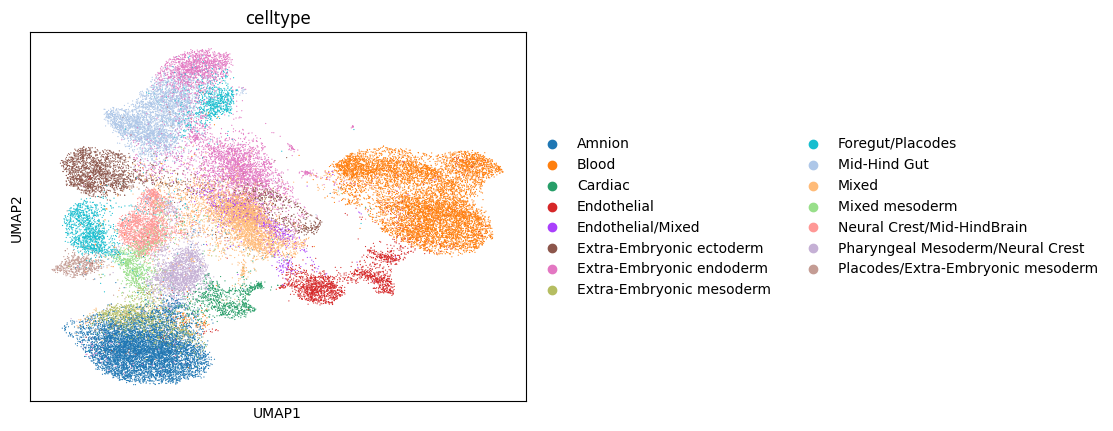 celltype
UMAP2
UMAP1
Amnion
Blood
Cardiac
Endothelial
Endothelial/Mixed
Extra-Embryonic ectoderm
Extra-Embryonic endoderm
Extra-Embryonic mesoderm
Foregut/Placodes
Mid-Hind Gut
Mixed
Mixed mesoderm
Neural Crest/Mid-HindBrain
Pharyngeal Mesoderm/Neural Crest
Placodes/Extra-Embryonic mesoderm